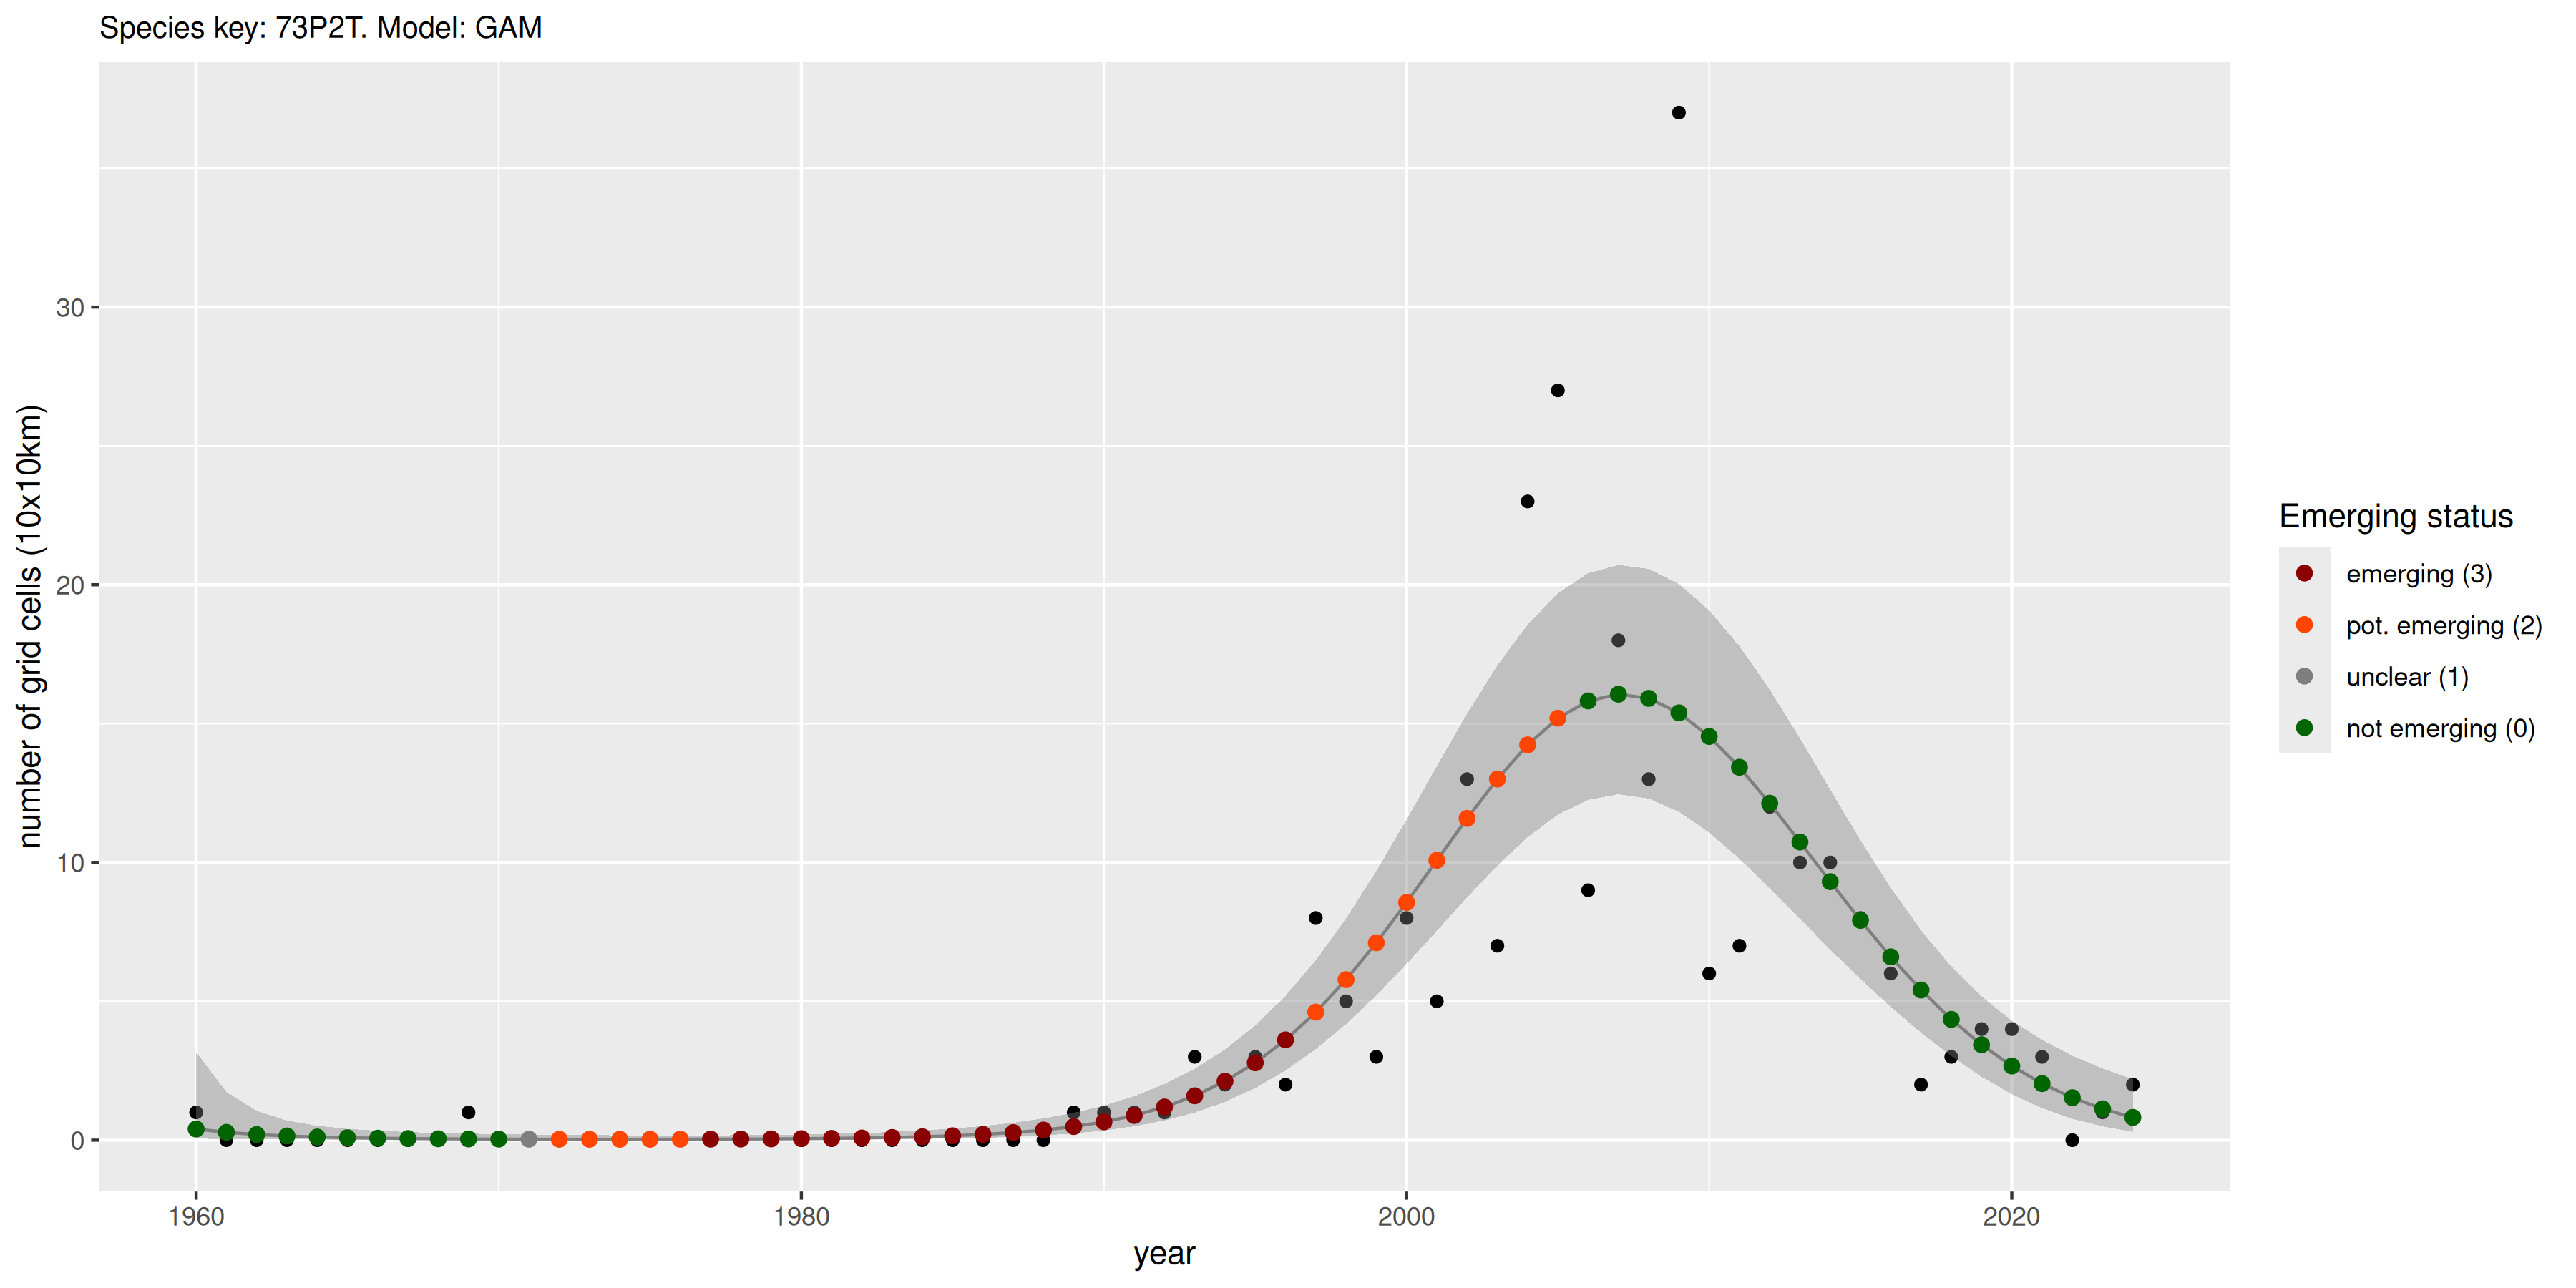 Species key: 73P2T. Model: GAM
number of grid cells (10x10km)
30
20
10
0
1960
1980
2000
2020
year
Emerging status
emerging (3)
pot. emerging (2)
unclear (1)
not emerging (0)